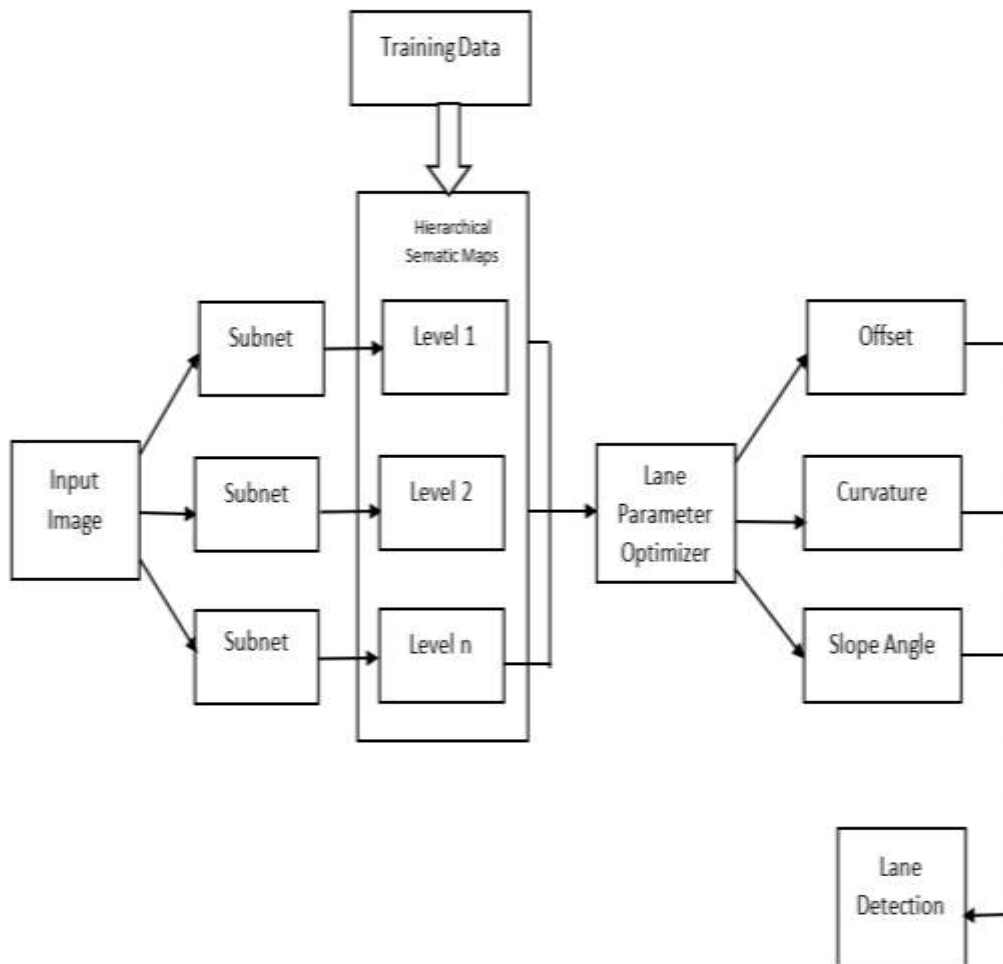 Training Data
Hierarchical
Sematic Maps
Subnet
Level 1
Offset
Input
Image
Subnet
Level 2
Lane
Parameter
Optimizer
Curvature
Subnet
Level n
Slope Angle
Lane
Detection